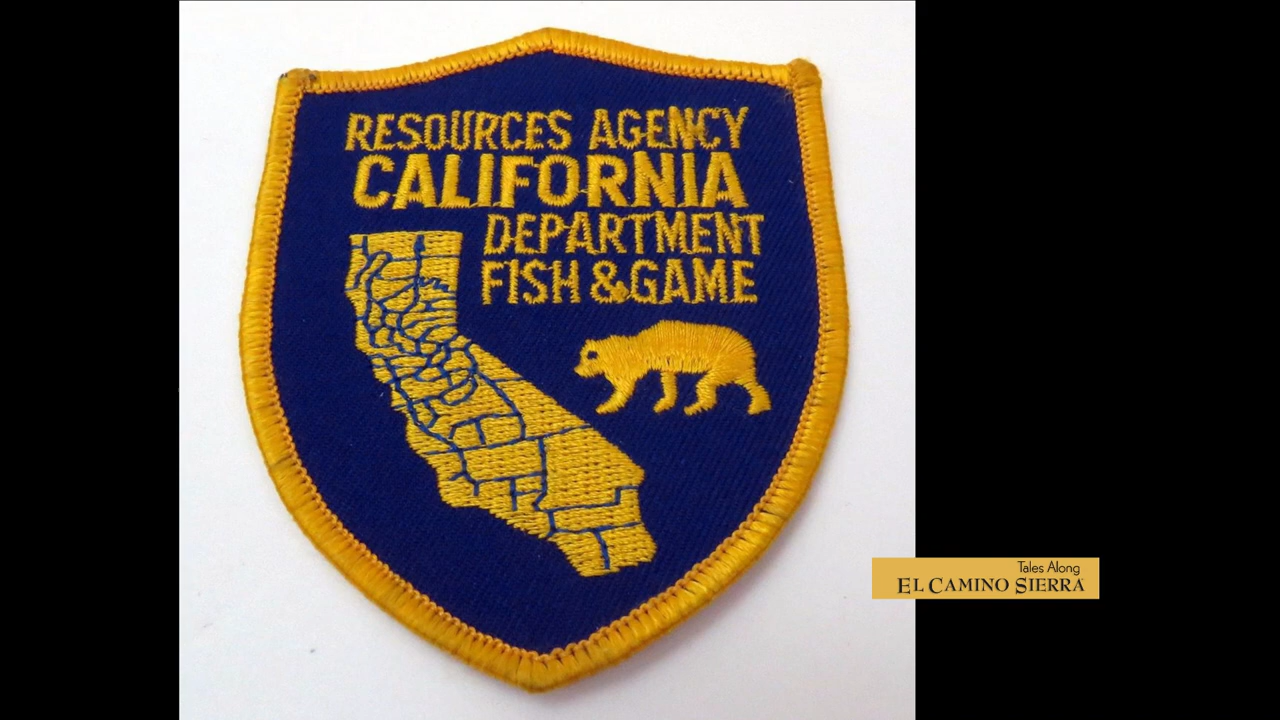 RESOURCES AGENCY
CALIFORNIA
DEPARTMENT
FISH & GAME
Tales Along
EL CAMINO SIERRA